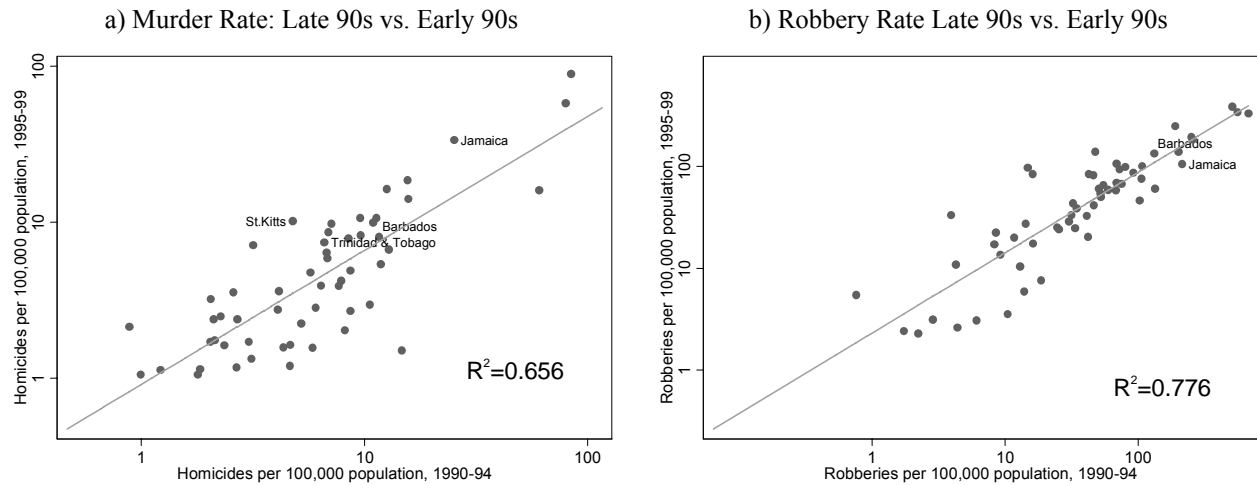 a) Murder Rate: Late 90s vs. Early 90s
100
10
1
Homicides per 100,000 population, 1995-99
Jamaica
St.Kitts
Barbados
Trinidad & Tobago
R²=0.656
1
10
100
Homicides per 100,000 population, 1990-94
b) Robbery Rate Late 90s vs. Early 90s
100
10
1
Robberies per 100,000 population, 1995-99
Barbados
Jamaica
R²=0.776
1
10
100
Robberies per 100,000 population, 1990-94